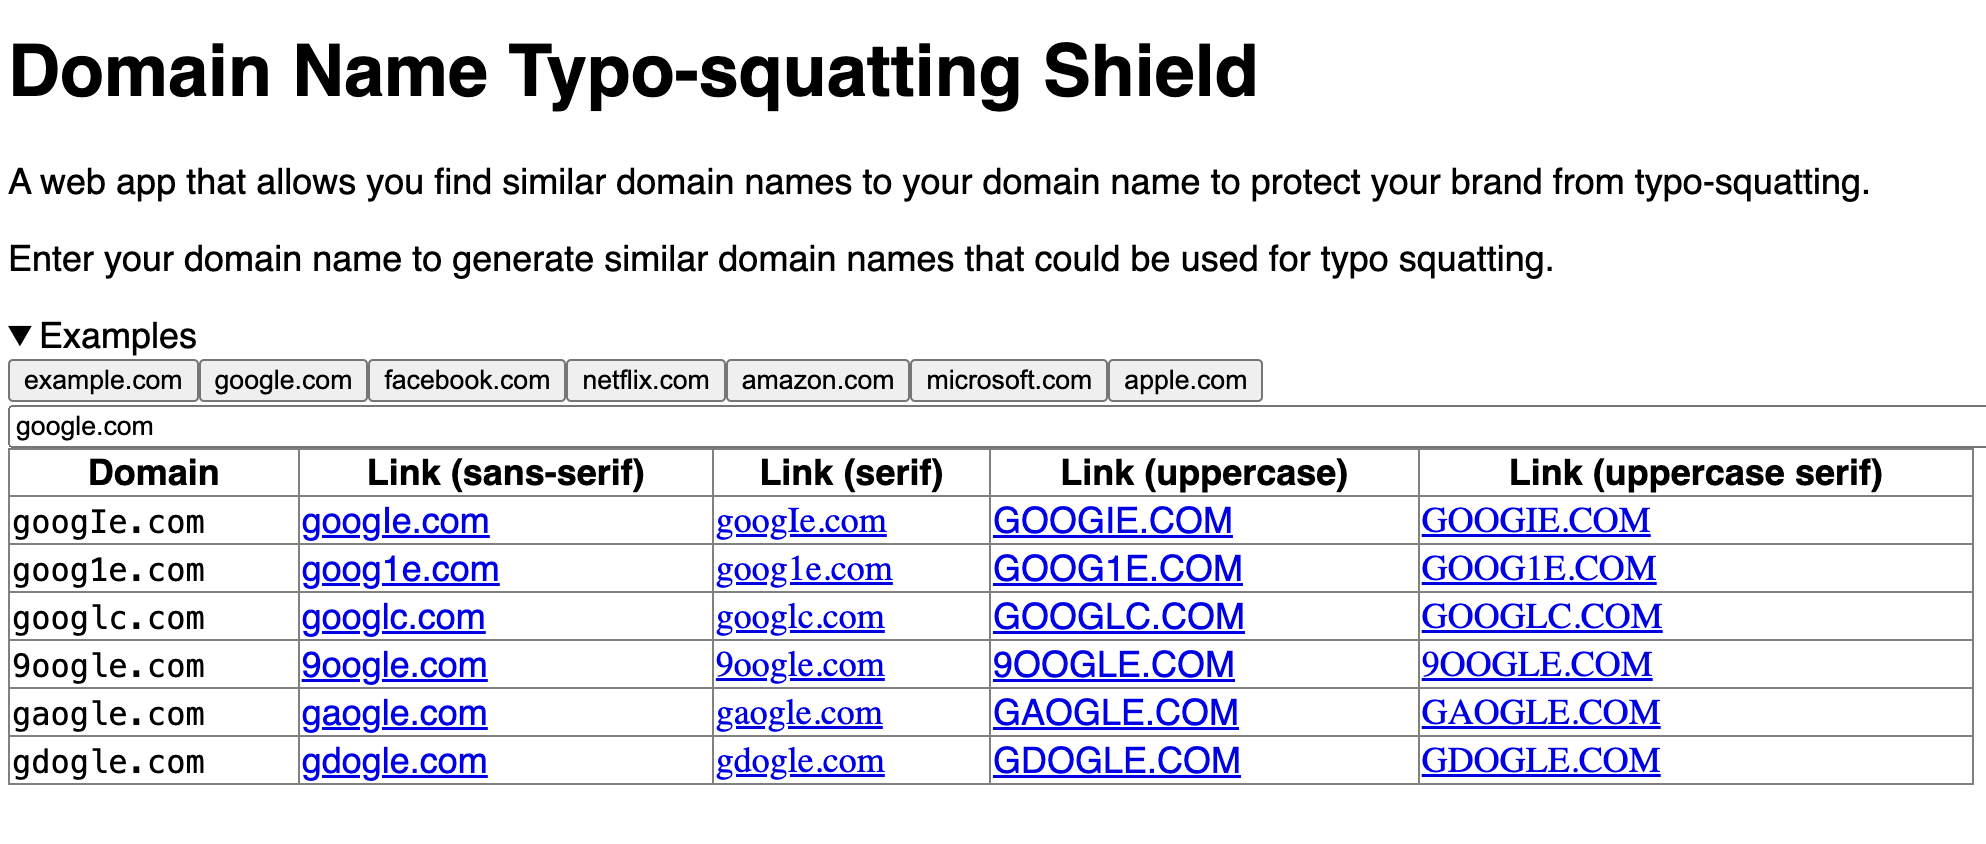 Domain Name Typo-squatting Shield
A web app that allows you find similar domain names to your domain name to protect your brand from typo-squatting.
Enter your domain name to generate similar domain names that could be used for typo squatting.
▼ Examples
example.com google.com facebook.com netflix.com amazon.com microsoft.com apple.com
google.com
Domain Link (sans-serif) Link (serif) Link (uppercase) Link (uppercase serif)
googIe.com googIe.com googIe.com GOOGIE.COM GOOGIE.COM
goog1e.com goog1e.com goog1e.com GOOG1E.COM GOOG1E.COM
googlc.com googlc.com googlc.com GOOGLC.COM GOOGLC.COM
9oogle.com 9oogle.com 9oogle.com 9OOGLE.COM 9OOGLE.COM
gaogle.com gaogle.com gaogle.com GAOGLE.COM GAOGLE.COM
gdogle.com gdogle.com gdogle.com GDOGLE.COM GDOGLE.COM